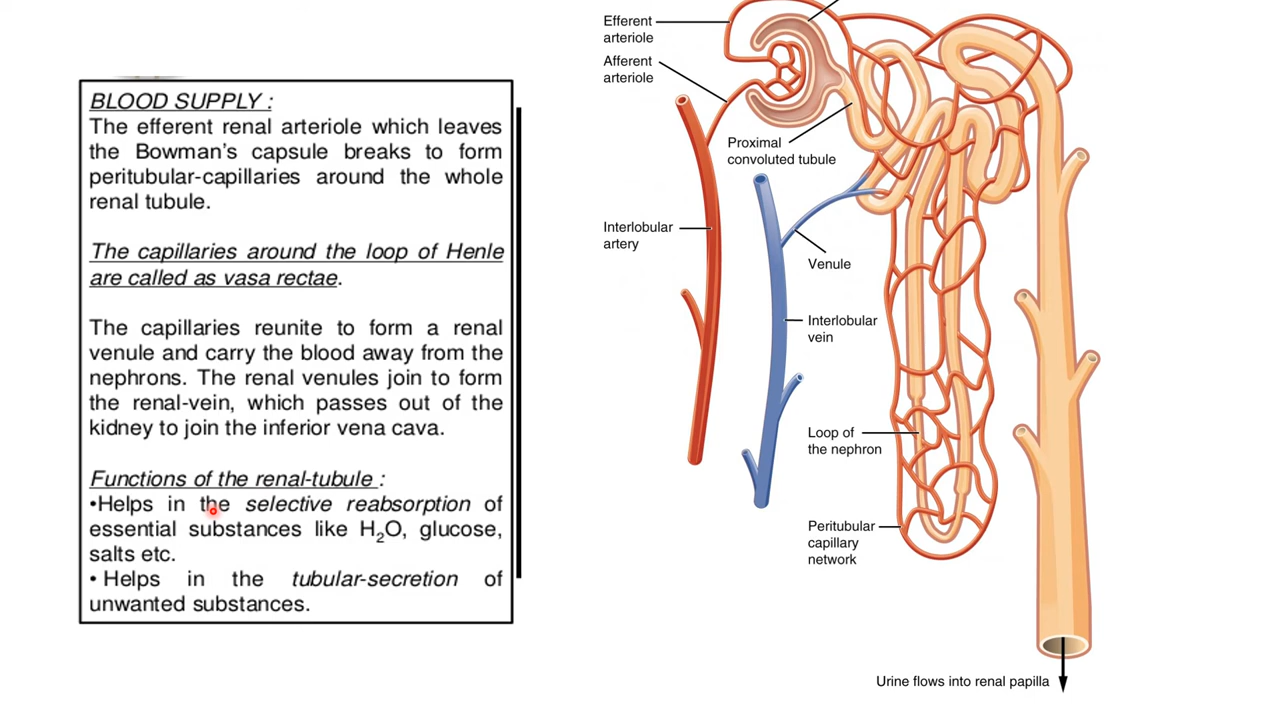 BLOOD SUPPLY :
The efferent renal arteriole which leaves
the Bowman's capsule breaks to form
peritubular-capillaries around the whole
renal tubule.
The capillaries around the loop of Henle
are called as vasa rectae.
The capillaries reunite to form a renal
venule and carry the blood away from the
nephrons. The renal venules join to form
the renal-vein, which passes out of the
kidney to join the inferior vena cava.
Functions of the renal-tubule :
•Helps in the selective reabsorption of
essential substances like H₂O, glucose,
salts etc.
• Helps in the tubular-secretion of
unwanted substances.
Efferent
arteriole
Afferent
arteriole
Proximal
convoluted tubule
Interlobular
artery
Venule
Interlobular
vein
Loop of
the nephron
Peritubular
capillary
network
Urine flows into renal papilla